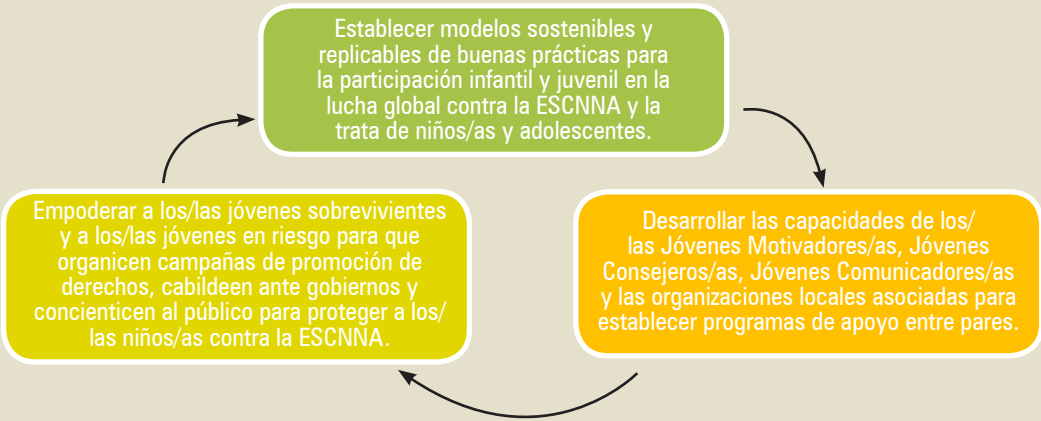 Establecer modelos sostenibles y
replicables de buenas prácticas para
la participación infantil y juvenil en la
lucha global contra la ESCNNA y la
trata de niños/as y adolescentes.
Empoderar a los/las jóvenes sobrevivientes
y a los/las jóvenes en riesgo para que
organicen campañas de promoción de
derechos, cabildeen ante gobiernos y
concienticen al público para proteger a los/
las niños/as contra la ESCNNA.
Desarrollar las capacidades de los/
las Jóvenes Motivadores/as, Jóvenes
Consejeros/as, Jóvenes Comunicadores/as
y las organizaciones locales asociadas para
establecer programas de apoyo entre pares.